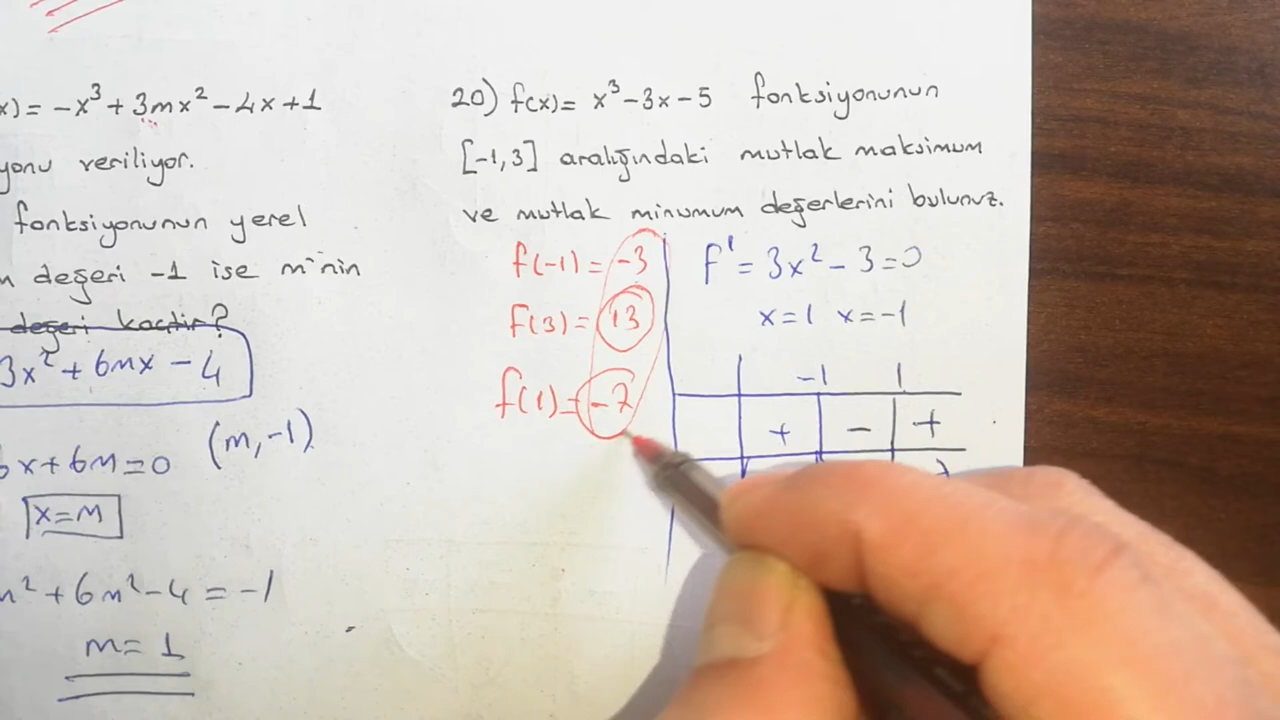 x) = -x³ + 3mx² - 4x + 1
yonu veriliyor.
fonksiyonunun yerel
değeri -1 ise m'nin
değeri kaçtır?
3x² + 6mx - 4
x + 6m = 0 (m, -1)
x = m
+ 6m² - 4 = -1
m = 1
20) f(x) = x³ - 3x - 5 fonksiyonunun
[-1, 3] aralığındaki mutlak maksimum
ve mutlak minumum değerlerini bulunuz.
f(-1) = -3
f(3) = 13
f(1) = -7
f' = 3x² - 3 = 0
x = 1 x = -1
-1 1
+ - +